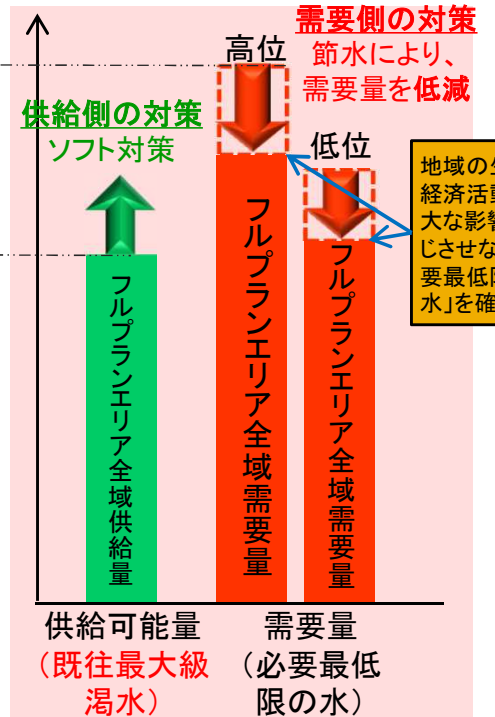 需要側の対策
節水により、
需要量を低減
高位
供給側の対策
ソフト対策
低位
地域の生
経済活動
大な影響
じさせな
要最低限
水」を確
フルプランエリア全域供給量
フルプランエリア全域需要量
フルプランエリア全域需要量
供給可能量
（既往最大級
渇水）
需要量
（必要最低
限の水）